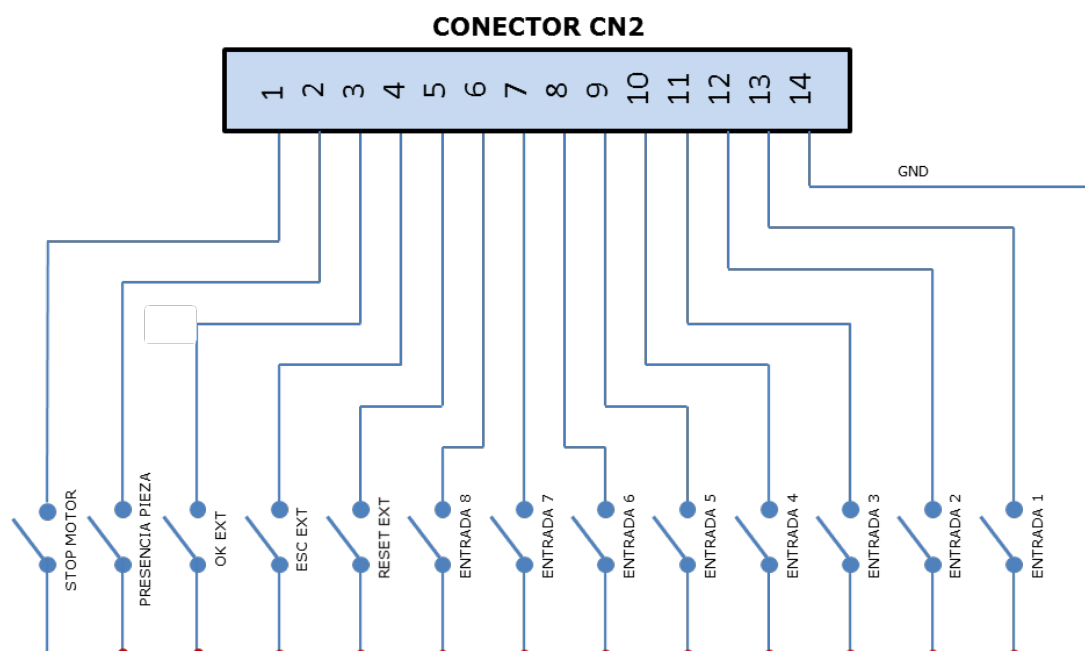 CONECTOR CN2
1
2
3
4
5
6
7
8
9
10
11
12
13
14
GND
STOP MOTOR
PRESENCIA PIEZA
OK EXT
ESC EXT
RESET EXT
ENTRADA 8
ENTRADA 7
ENTRADA 6
ENTRADA 5
ENTRADA 4
ENTRADA 3
ENTRADA 2
ENTRADA 1